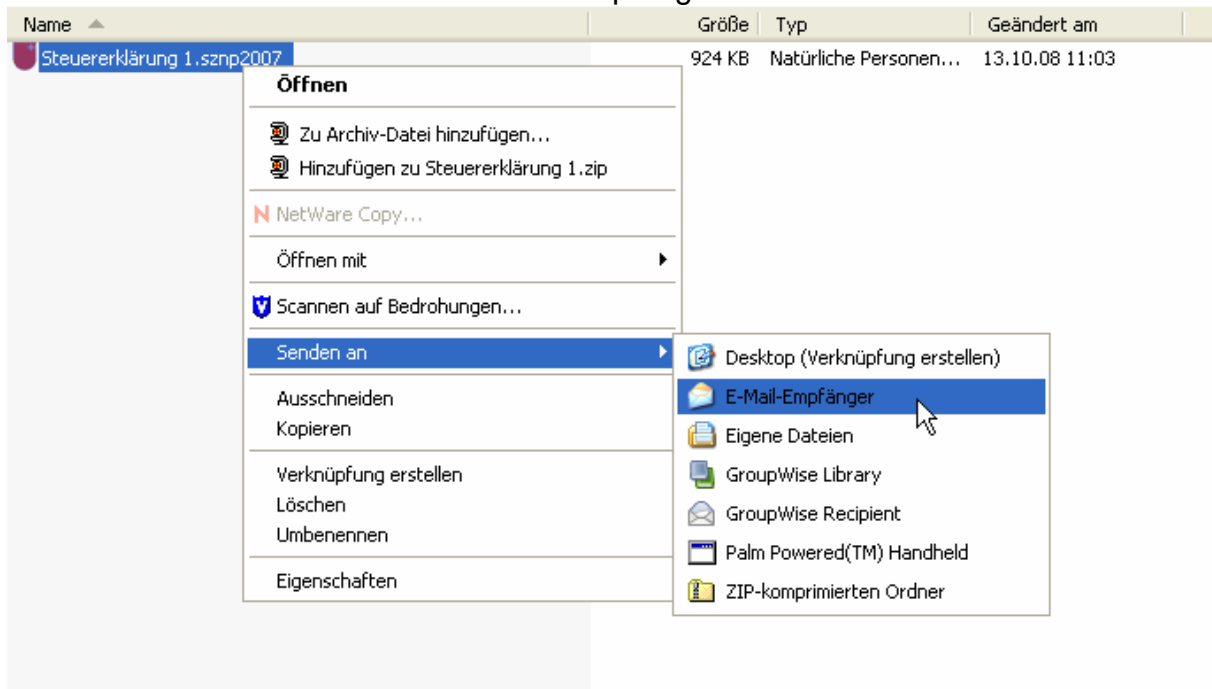 Name Größe Typ Geändert am
Steuererklärung 1.sznp2007 924 KB Natürliche Personen... 13.10.08 11:03
Öffnen
Zu Archiv-Datei hinzufügen...
Hinzufügen zu Steuererklärung 1.zip
N NetWare Copy...
Öffnen mit
Scannen auf Bedrohungen...
Senden an
Ausschneiden
Kopieren
Verknüpfung erstellen
Löschen
Umbenennen
Eigenschaften
Desktop (Verknüpfung erstellen)
E-Mail-Empfänger
Eigene Dateien
GroupWise Library
GroupWise Recipient
Palm Powered(TM) Handheld
ZIP-komprimierten Ordner